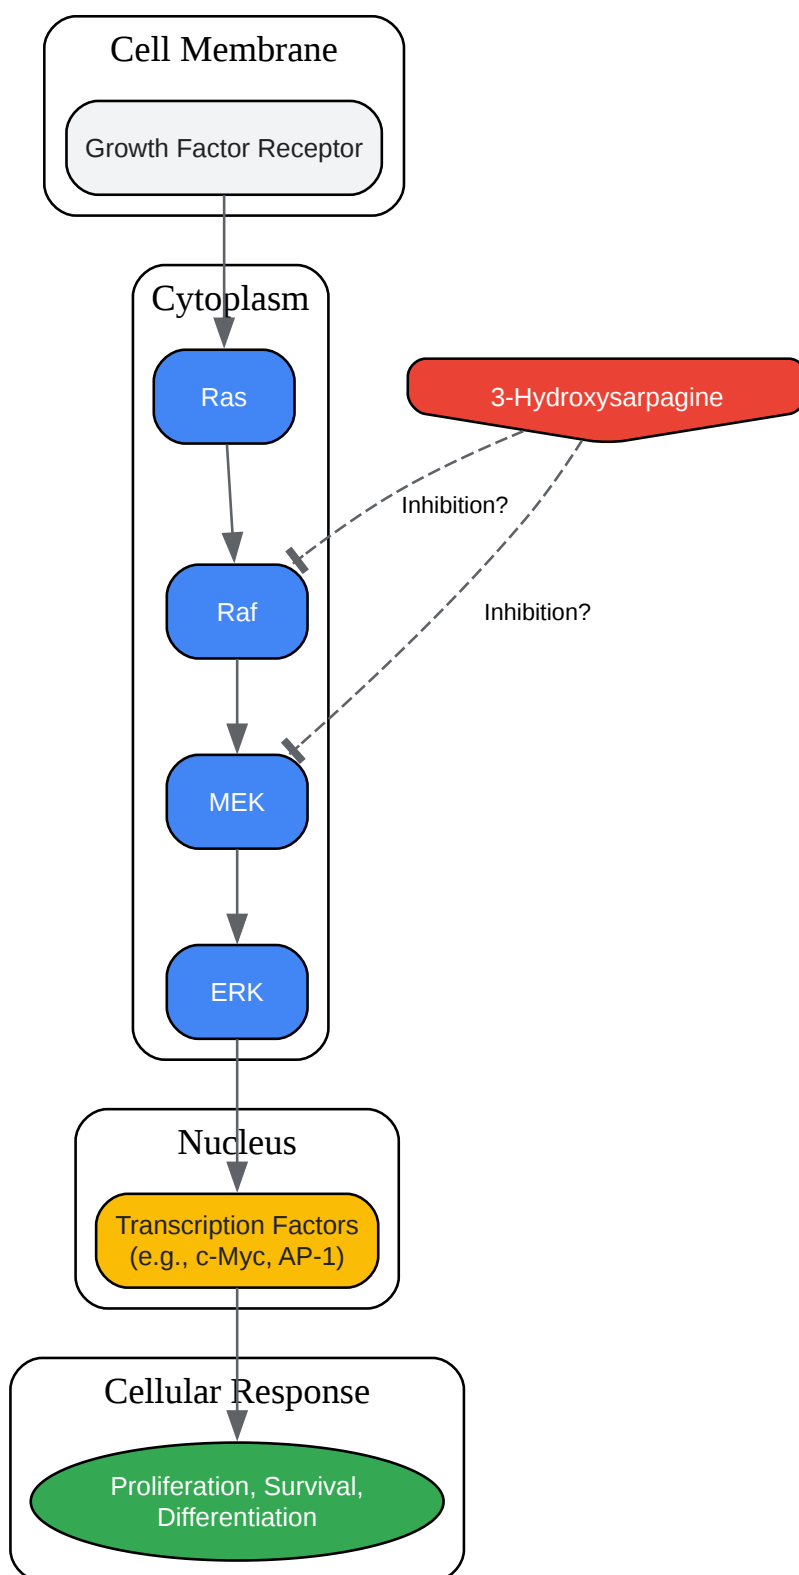 Cell Membrane
Growth Factor Receptor
Cytoplasm
Ras
3-Hydroxysarpagine
Inhibition?
Raf
Inhibition?
MEK
ERK
Nucleus
Transcription Factors
(e.g., c-Myc, AP-1)
Cellular Response
Proliferation, Survival,
Differentiation